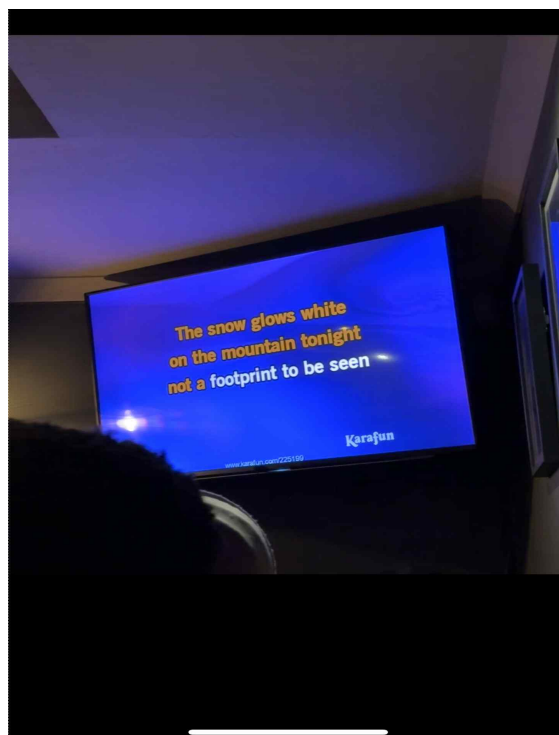 The snow glows white
on the mountain tonight
not a footprint to be seen
Karafun
www.karafun.com/225190